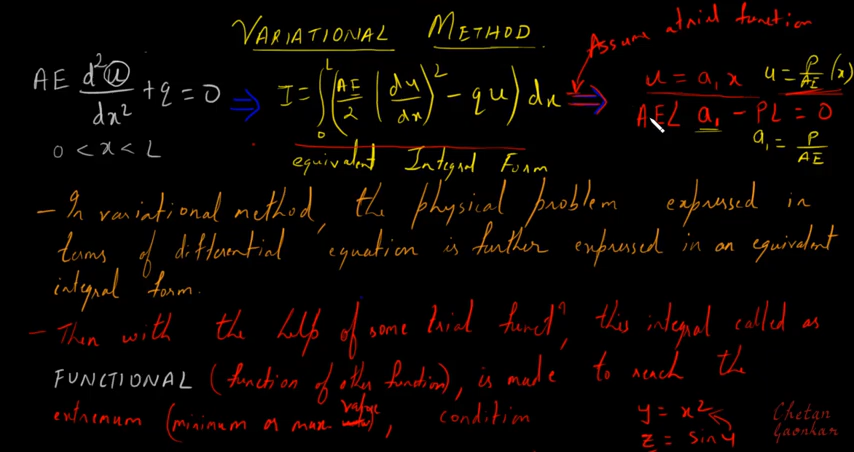 VARIATIONAL METHOD
Assume a trial function
AE d²u/dx² + q = 0
0 < x < L
I = ∫₀ᴸ (AE/2 (du/dx)² - qu) dx
equivalent Integral Form
u = a₁x
u = P/AE (x)
AEL a₁ - PL = 0
a₁ = P/AE
- In variational method, the physical problem expressed in
terms of differential equation is further expressed in an equivalent
integral form.
- Then with the help of some trial funcⁿ, this integral called as
FUNCTIONAL (function of other function), is made to reach the
extremum (minimum or max value), condition
y = x²
z = sin y
Chetan
Gaonkar